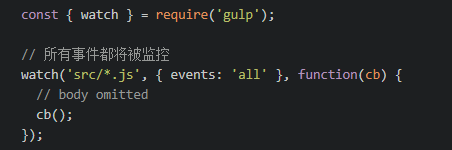 const { watch } = require('gulp');
// 所有事件都将被监控
watch('src/*.js', { events: 'all' }, function(cb) {
  // body omitted
  cb();
});